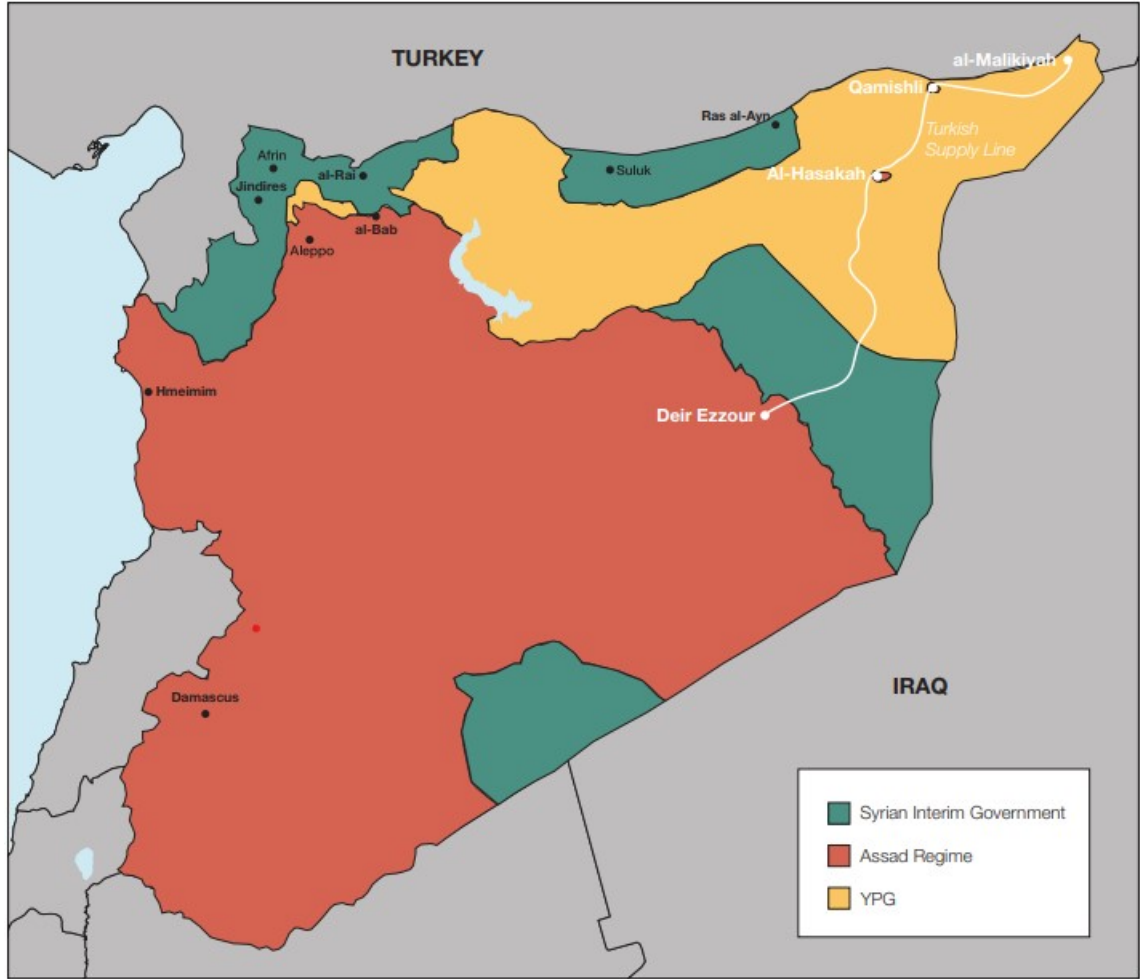 TURKEY
al-Malikiyah
Qamishli
Ras al-Ayn
Turkish
Supply Line
Afrin
al-Rai
Suluk
Al-Hasakah
Jindires
al-Bab
Aleppo
Hmeimim
Deir Ezzour
IRAQ
Damascus
Syrian Interim Government
Assad Regime
YPG